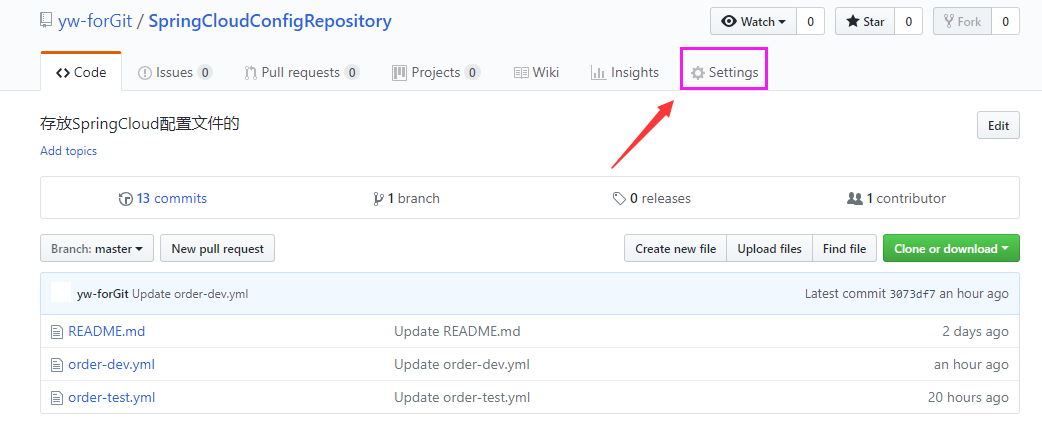 yw-forGit / SpringCloudConfigRepository Watch 0 Star 0 Fork 0
Code Issues 0 Pull requests 0 Projects 0 Wiki Insights Settings
存放SpringCloud配置文件的 Edit
Add topics
13 commits 1 branch 0 releases 1 contributor
Branch: master New pull request Create new file Upload files Find file Clone or download
yw-forGit Update order-dev.yml Latest commit 3073df7 an hour ago
README.md Update README.md 2 days ago
order-dev.yml Update order-dev.yml an hour ago
order-test.yml Update order-test.yml 20 hours ago